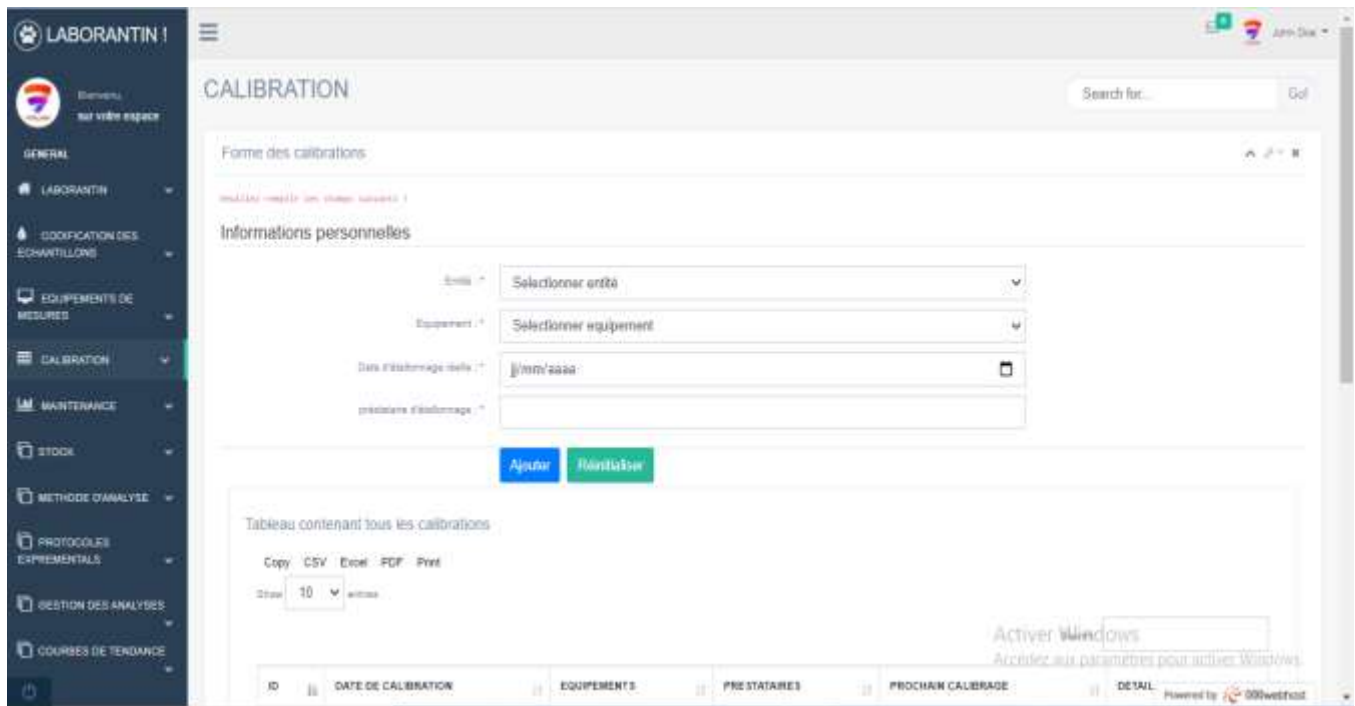 LABORANTIN !
John Doe
Bienvenu,
sur votre espace
CALIBRATION
Search for...
Go!
GENERAL
LABORANTIN
CODIFICATION DES
ECHANTILLONS
EQUIPEMENTS DE
MESURES
CALIBRATION
MAINTENANCE
STOCK
METHODE D'ANALYSE
PROTOCOLES
EXPREMENTALS
GESTION DES ANALYSES
COURBES DE TENDANCE
Forme des calibrations
Informations personnelles
Entité :*
Selectionner entité
Equipement :*
Selectionner equipement
Date d'étalonnage réelle :*
jj/mm/aaaa
préstataire d'étalonnage :*
Ajouter
Réinitialiser
Tableau contenant tous les calibrations
Copy CSV Excel PDF Print
Show 10 entries
Activer Windows
Accédez aux paramètres pour activer Windows.
ID DATE DE CALIBRATION EQUIPEMENTS PRESTATAIRES PROCHAIN CALIBRAGE DETAIL
Powered by 000webhost